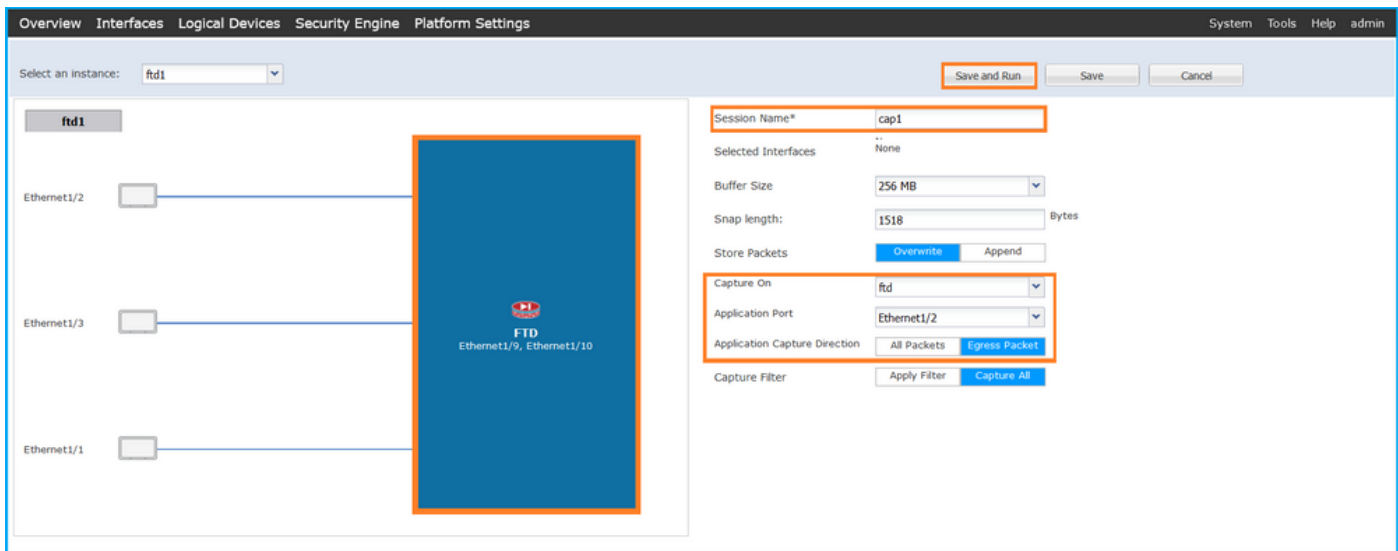 Overview Interfaces Logical Devices Security Engine Platform Settings System Tools Help admin
Select an instance: ftd1 Save and Run Save Cancel
ftd1
Ethernet1/2
Ethernet1/3
Ethernet1/1
FTD
Ethernet1/9, Ethernet1/10
Session Name* cap1
Selected Interfaces None
Buffer Size 256 MB
Snap length: 1518 Bytes
Store Packets Overwrite Append
Capture On ftd
Application Port Ethernet1/2
Application Capture Direction All Packets Egress Packet
Capture Filter Apply Filter Capture All